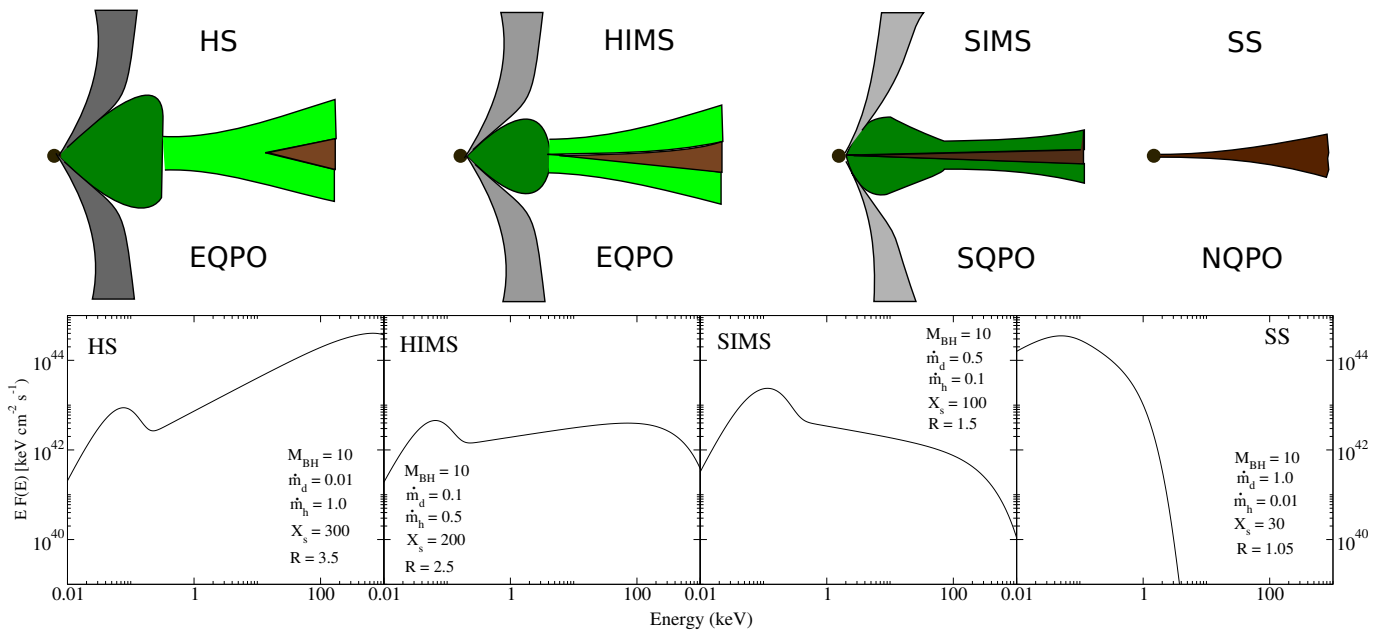 HS
HIMS
SIMS
SS
EQPO
EQPO
SQPO
NQPO
E F(E) [keV cm⁻² s⁻¹]
10⁴⁴
10⁴²
10⁴⁰
HS
M_BH = 10
ṁ_d = 0.01
ṁ_h = 1.0
X_s = 300
R = 3.5
HIMS
M_BH = 10
ṁ_d = 0.1
ṁ_h = 0.5
X_s = 200
R = 2.5
SIMS
M_BH = 10
ṁ_d = 0.5
ṁ_h = 0.1
X_s = 100
R = 1.5
SS
M_BH = 10
ṁ_d = 1.0
ṁ_h = 0.01
X_s = 30
R = 1.05
10⁴⁴
10⁴²
10⁴⁰
0.01 1 100 0.01 1 100 0.01 1 100 0.01 1 100
Energy (keV)